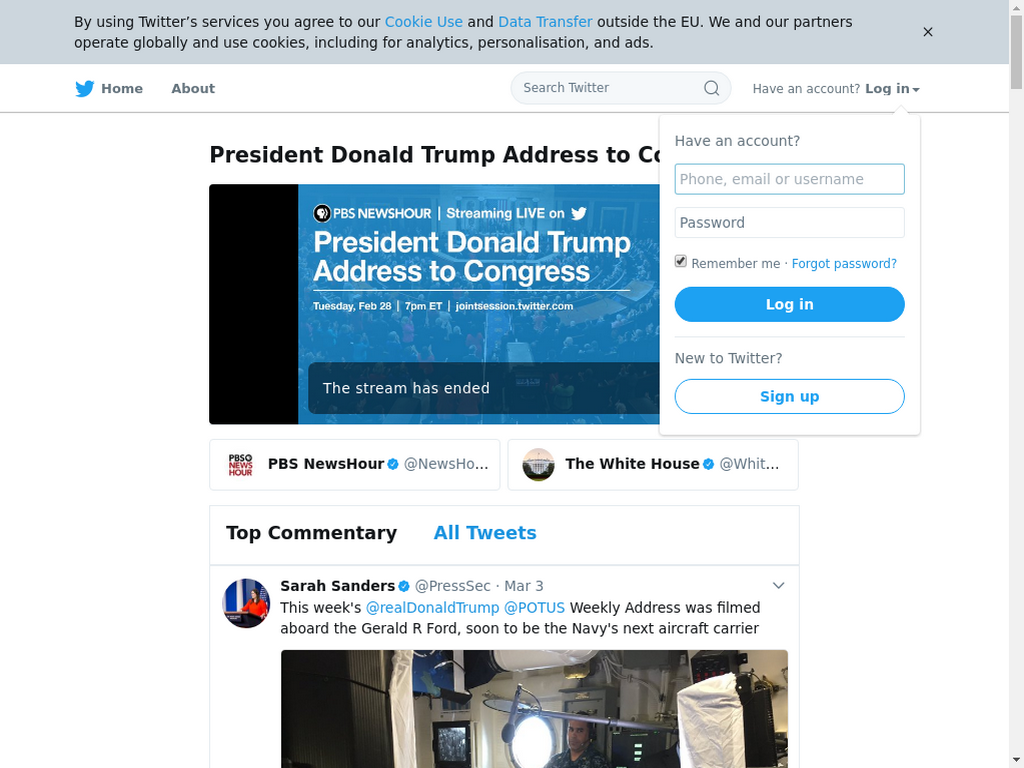 By using Twitter’s services you agree to our Cookie Use and Data Transfer outside the EU. We and our partners
operate globally and use cookies, including for analytics, personalisation, and ads.
Home About Search Twitter Have an account? Log in
Have an account?
President Donald Trump Address to Co
Phone, email or username
Password
Remember me · Forgot password?
Log in
New to Twitter?
Sign up
PBS NEWSHOUR | Streaming LIVE on
President Donald Trump
Address to Congress
Tuesday, Feb 28 | 7pm ET | jointsession.twitter.com
The stream has ended
PBS NEWS HOUR
PBS NewsHour @NewsHo...
The White House @Whit...
Top Commentary All Tweets
Sarah Sanders @PressSec · Mar 3
This week's @realDonaldTrump @POTUS Weekly Address was filmed
aboard the Gerald R Ford, soon to be the Navy's next aircraft carrier